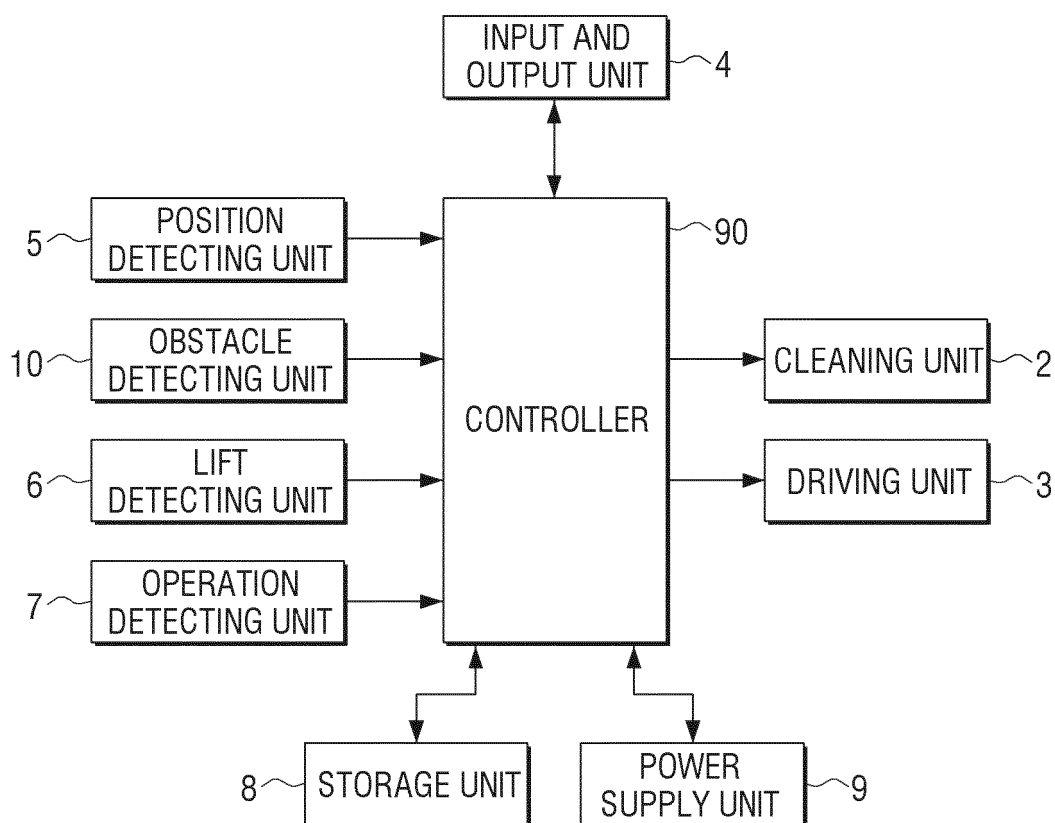 INPUT AND
OUTPUT UNIT
4
POSITION
DETECTING UNIT
5
90
OBSTACLE
DETECTING UNIT
10
CLEANING UNIT
2
CONTROLLER
LIFT
DETECTING UNIT
6
DRIVING UNIT
3
OPERATION
DETECTING UNIT
7
STORAGE UNIT
8
POWER
SUPPLY UNIT
9